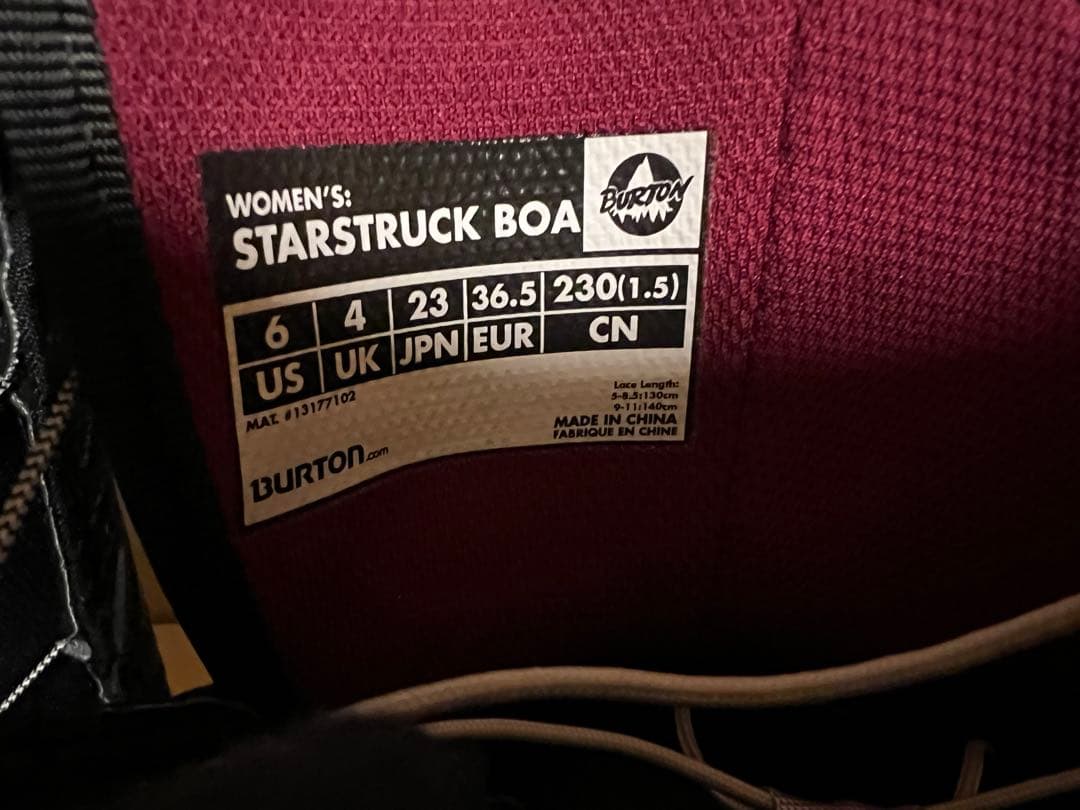 WOMEN'S:
STARSTRUCK BOA
BURTON
6 4 23 36.5 230(1.5)
US UK JPN EUR CN
MAT. #13177102
Lace Length:
5-8.5:130cm
9-11:140cm
MADE IN CHINA
FABRIQUE EN CHINE
BURTON.com